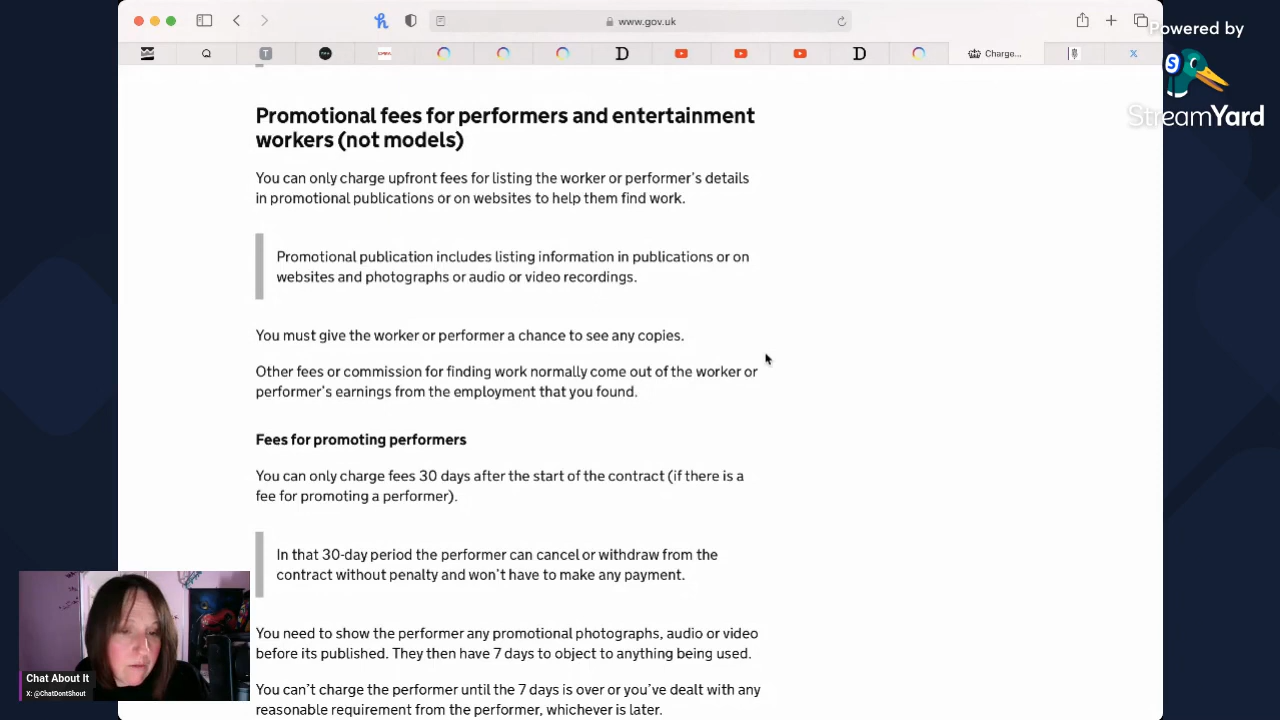 www.gov.uk
Powered by
StreamYard
Charge...
Promotional fees for performers and entertainment
workers (not models)
You can only charge upfront fees for listing the worker or performer's details
in promotional publications or on websites to help them find work.
Promotional publication includes listing information in publications or on
websites and photographs or audio or video recordings.
You must give the worker or performer a chance to see any copies.
Other fees or commission for finding work normally come out of the worker or
performer's earnings from the employment that you found.
Fees for promoting performers
You can only charge fees 30 days after the start of the contract (if there is a
fee for promoting a performer).
In that 30-day period the performer can cancel or withdraw from the
contract without penalty and won't have to make any payment.
You need to show the performer any promotional photographs, audio or video
before its published. They then have 7 days to object to anything being used.
You can't charge the performer until the 7 days is over or you've dealt with any
reasonable requirement from the performer, whichever is later.
Chat About It
X: @ChatDontShout